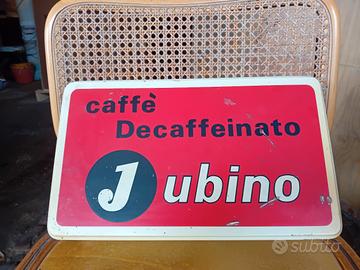 caffè
Decaffeinato
Jubino
subito